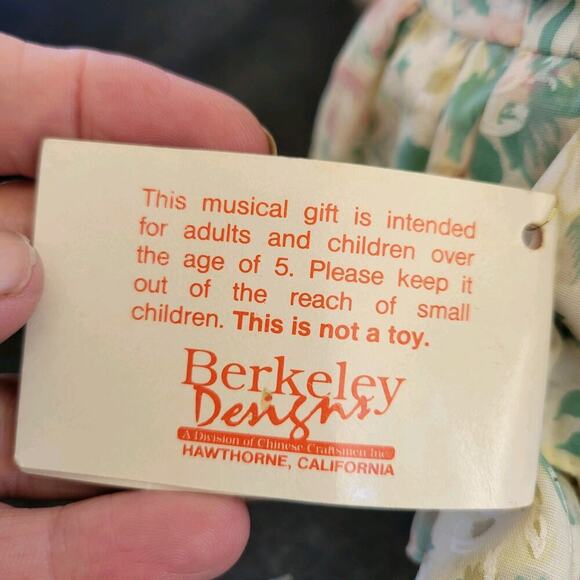 This musical gift is intended
for adults and children over
the age of 5. Please keep it
out of the reach of small
children. This is not a toy.
Berkeley
Designs
A Division of Chinese Craftsmen Inc.
HAWTHORNE, CALIFORNIA